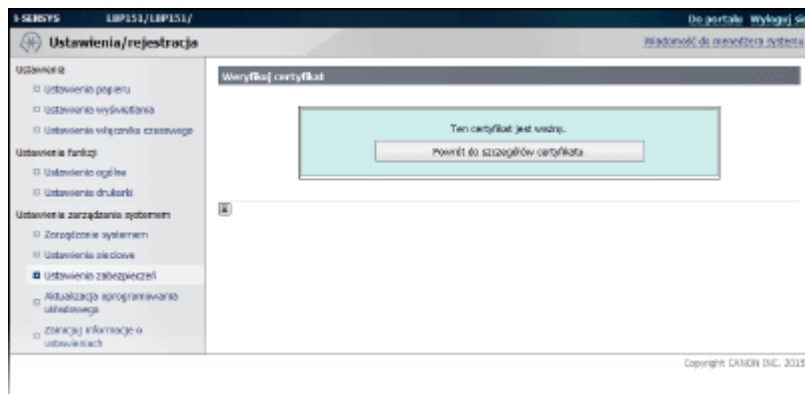 i-SENSYS LBP151/LBP151/ Do portalu Wyloguj się
Ustawienia/rejestracja Wiadomość do menedżera systemu
Ustawienia
Ustawienia papieru
Ustawienia wyświetlania
Ustawienia włącznika czasowego
Ustawienia funkcji
Ustawienia ogólne
Ustawienia drukarki
Ustawienia zarządzania systemem
Zarządzanie systemem
Ustawienia sieciowe
Ustawienia zabezpieczeń
Aktualizacja oprogramowania
układowego
Zainicjuj informacje o
ustawieniach
Weryfikuj certyfikat
Ten certyfikat jest ważny.
Powrót do szczegółów certyfikatu
Copyright CANON INC. 2015